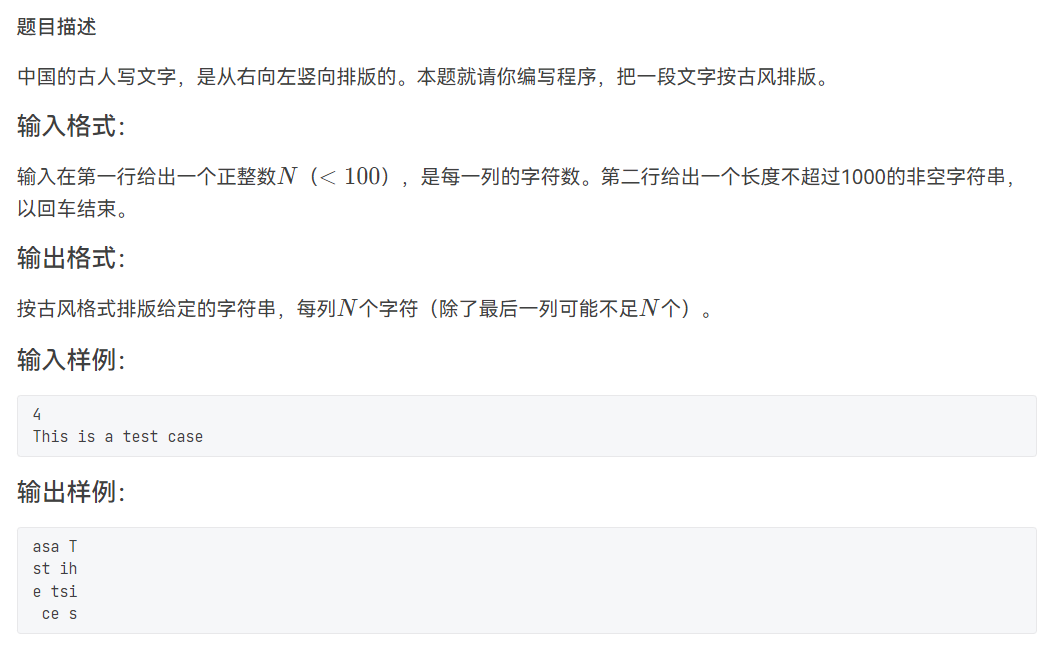 题目描述
中国的古人写文字，是从右向左竖向排版的。本题就请你编写程序，把一段文字按古风排版。
输入格式：
输入在第一行给出一个正整数N（< 100），是每一列的字符数。第二行给出一个长度不超过1000的非空字符串，
以回车结束。
输出格式：
按古风格式排版给定的字符串，每列N个字符（除了最后一列可能不足N个）。
输入样例：
4
This is a test case
输出样例：
asa T
st ih
e tsi
 ce s